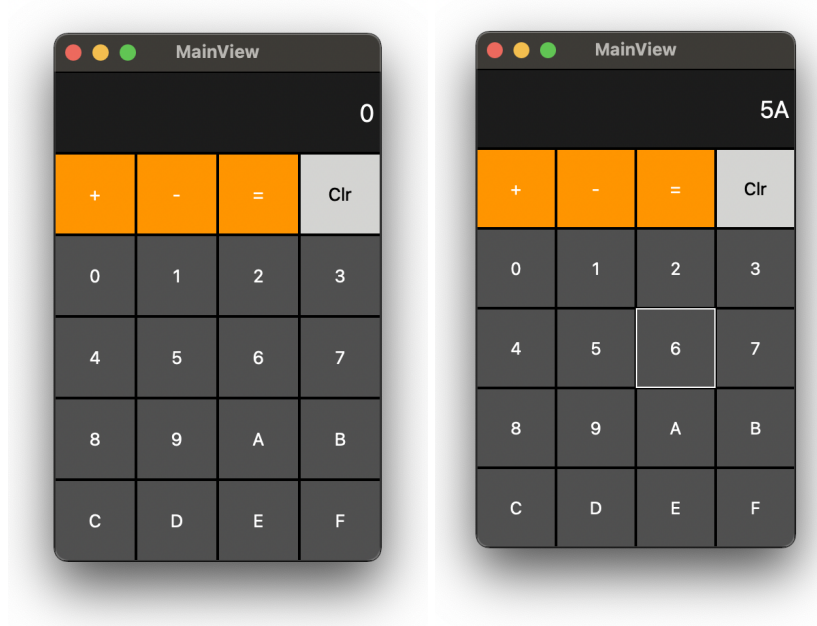 MainView
0
+ - = Clr
0 1 2 3
4 5 6 7
8 9 A B
C D E F
MainView
5A
+ - = Clr
0 1 2 3
4 5 6 7
8 9 A B
C D E F